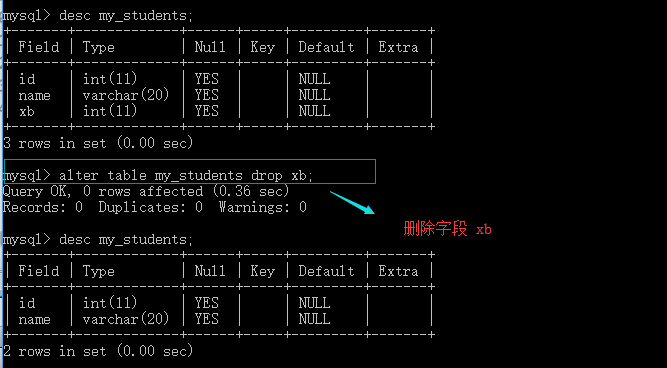 mysql> desc my_students;
+-------+-------------+------+-----+---------+-------+
| Field | Type        | Null | Key | Default | Extra |
+-------+-------------+------+-----+---------+-------+
| id    | int(11)     | YES  |     | NULL    |       |
| name  | varchar(20) | YES  |     | NULL    |       |
| xb    | int(11)     | YES  |     | NULL    |       |
+-------+-------------+------+-----+---------+-------+
3 rows in set (0.00 sec)
mysql> alter table my_students drop xb;
Query OK, 0 rows affected (0.36 sec)
Records: 0  Duplicates: 0  Warnings: 0
删除字段 xb
mysql> desc my_students;
+-------+-------------+------+-----+---------+-------+
| Field | Type        | Null | Key | Default | Extra |
+-------+-------------+------+-----+---------+-------+
| id    | int(11)     | YES  |     | NULL    |       |
| name  | varchar(20) | YES  |     | NULL    |       |
+-------+-------------+------+-----+---------+-------+
2 rows in set (0.00 sec)